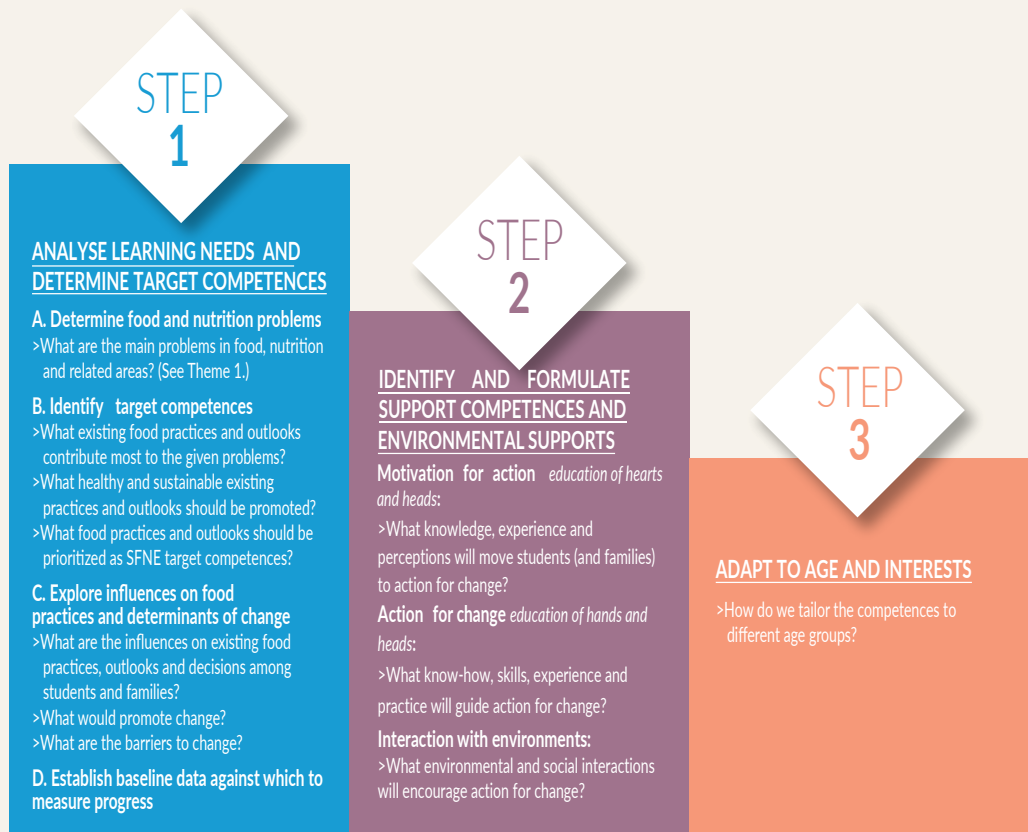 STEP
1
ANALYSE LEARNING NEEDS AND
DETERMINE TARGET COMPETENCES
A. Determine food and nutrition problems
>What are the main problems in food, nutrition
and related areas? (See Theme 1.)
B. Identify target competences
>What existing food practices and outlooks
contribute most to the given problems?
>What healthy and sustainable existing
practices and outlooks should be promoted?
>What food practices and outlooks should be
prioritized as SFNE target competences?
C. Explore influences on food
practices and determinants of change
>What are the influences on existing food
practices, outlooks and decisions among
students and families?
>What would promote change?
>What are the barriers to change?
D. Establish baseline data against which to
measure progress
STEP
2
IDENTIFY AND FORMULATE
SUPPORT COMPETENCES AND
ENVIRONMENTAL SUPPORTS
Motivation for action education of hearts
and heads:
>What knowledge, experience and
perceptions will move students (and families)
to action for change?
Action for change education of hands and
heads:
>What know-how, skills, experience and
practice will guide action for change?
Interaction with environments:
>What environmental and social interactions
will encourage action for change?
STEP
3
ADAPT TO AGE AND INTERESTS
>How do we tailor the competences to
different age groups?